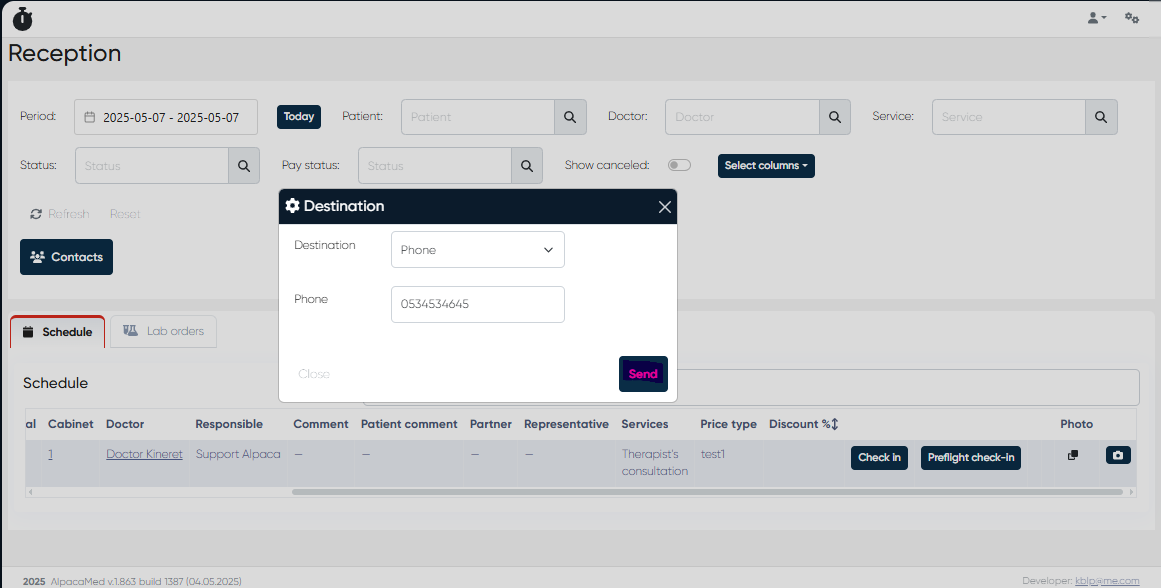 Reception
Period: 2025-05-07 - 2025-05-07 Today Patient: Patient Doctor: Doctor Service: Service
Status: Status Pay status: Status Show canceled: Select columns
Refresh Reset
Contacts
Destination
Destination Phone
Phone 0534534645
Close Send
Schedule Lab orders
Schedule
al Cabinet Doctor Responsible Comment Patient comment Partner Representative Services Price type Discount % Photo
1 Doctor Kineret Support Alpaca — — — — Therapist's test1 Check in Preflight check-in
consultation
2025 AlpacaMed v.1.863 build 1387 (04.05.2025) Developer: kblp@me.com